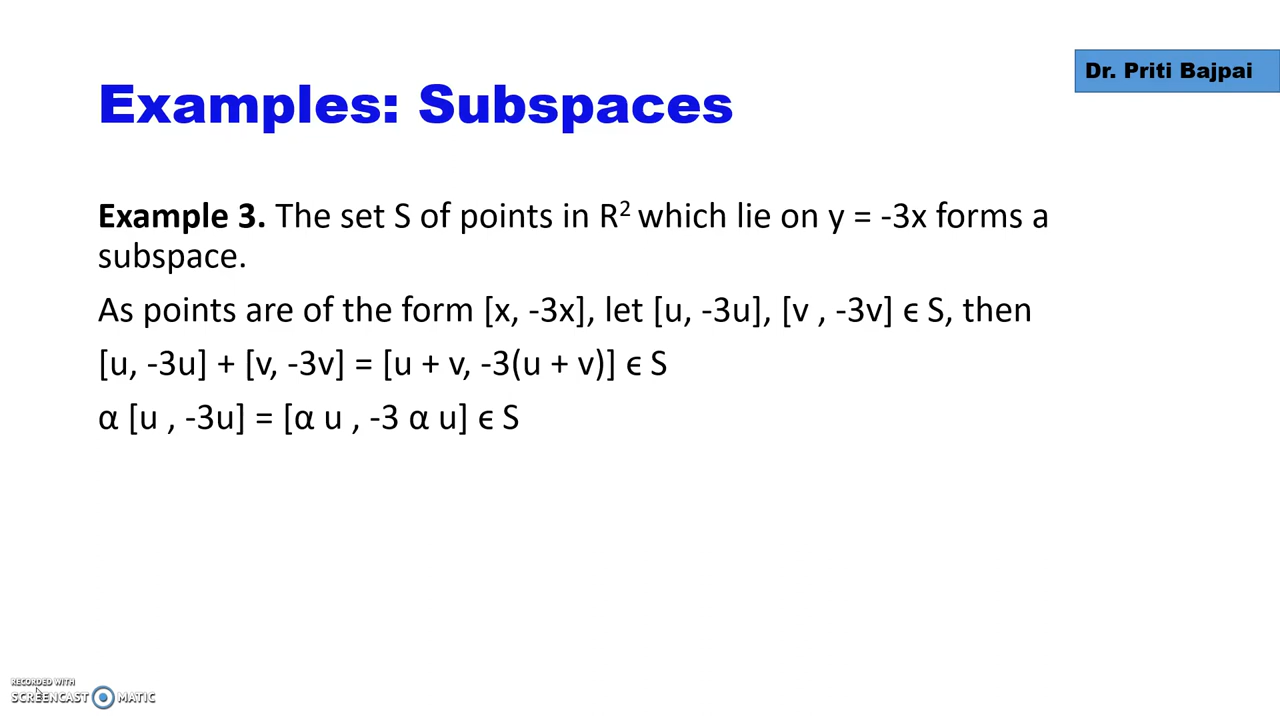 Dr. Priti Bajpai
Examples: Subspaces
Example 3. The set S of points in R² which lie on y = -3x forms a
subspace.
As points are of the form [x, -3x], let [u, -3u], [v , -3v] ϵ S, then
[u, -3u] + [v, -3v] = [u + v, -3(u + v)] ϵ S
α [u , -3u] = [α u , -3 α u] ϵ S
RECORDED WITH
SCREENCAST MATIC